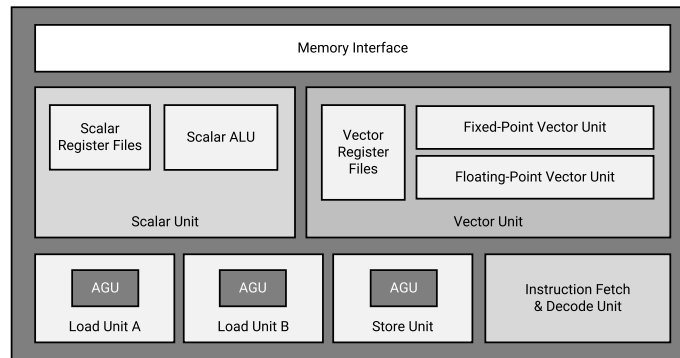 Memory Interface
Scalar
Register Files
Scalar ALU
Scalar Unit
Vector
Register
Files
Fixed-Point Vector Unit
Floating-Point Vector Unit
Vector Unit
AGU
Load Unit A
AGU
Load Unit B
AGU
Store Unit
Instruction Fetch
& Decode Unit